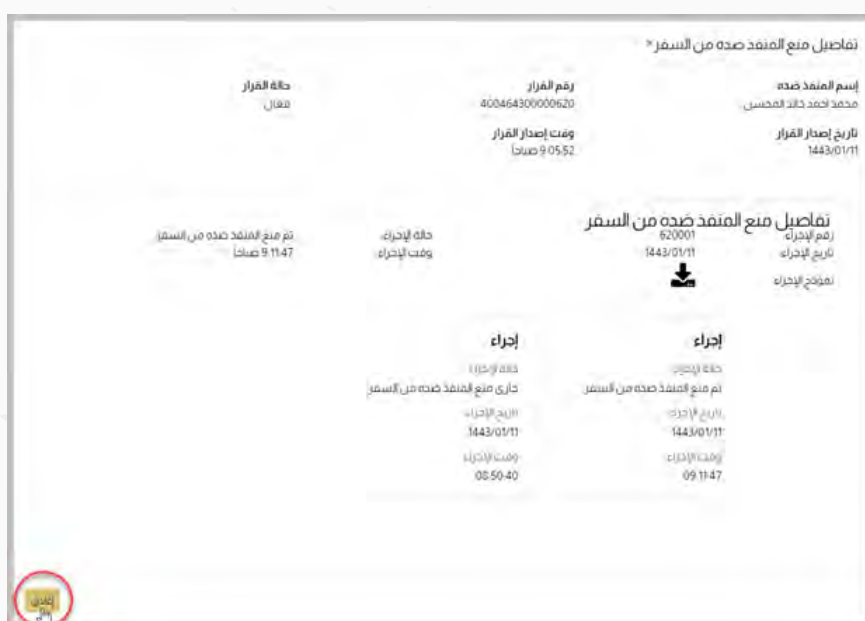 تفاصيل منع المنفذ ضده من السفر <
إسم المنفذ ضده رقم القرار حالة القرار
محمد احمد خالد المحسن 400464300000620 فعال
تاريخ إصدار القرار وقت إصدار القرار
1443/01/11 9:05:52 صباحاً
تفاصيل منع المنفذ ضده من السفر
رقم الإجراء 620001 حالة الإجراء تم منع المنفذ ضده من السفر
تاريخ الإجراء 1443/01/11 وقت الإجراء 9:11:47 صباحاً
نموذج الإجراء
إجراء إجراء
حالة الإجراء حالة الإجراء
تم منع المنفذ ضده من السفر جاري منع المنفذ ضده من السفر
تاريخ الإجراء تاريخ الإجراء
1443/01/11 1443/01/11
وقت الإجراء وقت الإجراء
09:11:47 08:50:40
إغلاق